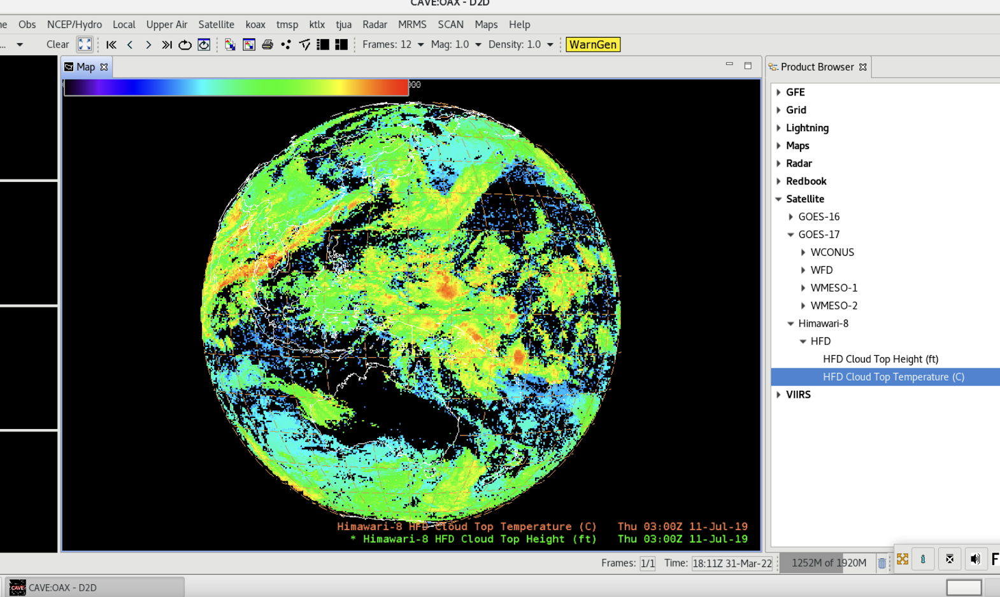 CAVE:OAX - D2D
ne Obs NCEP/Hydro Local Upper Air Satellite koax tmsp ktlx tjua Radar MRMS SCAN Maps Help
... Clear Frames: 12 Mag: 1.0 Density: 1.0 WarnGen
Map
Product Browser
000
GFE
Grid
Lightning
Maps
Radar
Redbook
Satellite
GOES-16
GOES-17
WCONUS
WFD
WMESO-1
WMESO-2
Himawari-8
HFD
HFD Cloud Top Height (ft)
HFD Cloud Top Temperature (C)
VIIRS
Himawari-8 HFD Cloud Top Temperature (C) Thu 03:00Z 11-Jul-19
* Himawari-8 HFD Cloud Top Height (ft) Thu 03:00Z 11-Jul-19
Frames: 1/1 Time: 18:11Z 31-Mar-22 1252M of 1920M
F
CAVE CAVE:OAX - D2D